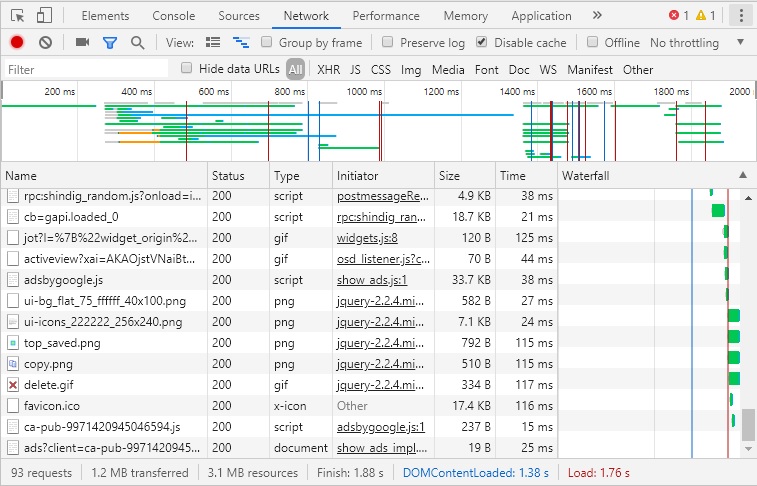 Elements Console Sources Network Performance Memory Application » 1 1
View: Group by frame Preserve log Disable cache Offline No throttling
Filter Hide data URLs All XHR JS CSS Img Media Font Doc WS Manifest Other
200 ms 400 ms 600 ms 800 ms 1000 ms 1200 ms 1400 ms 1600 ms 1800 ms 2000
Name Status Type Initiator Size Time Waterfall
rpc:shindig_random.js?onload=i... 200 script postmessageRe... 4.9 KB 38 ms
cb=gapi.loaded_0 200 script rpc:shindig_ran... 18.7 KB 21 ms
jot?l=%7B%22widget_origin%2... 200 gif widgets.js:8 120 B 125 ms
activeview?xai=AKAOjstVNaiBt... 200 gif osd_listener.js?c... 70 B 44 ms
adsbygoogle.js 200 script show_ads.js:1 33.7 KB 38 ms
ui-bg_flat_75_ffffff_40x100.png 200 png jquery-2.2.4.mi... 582 B 27 ms
ui-icons_222222_256x240.png 200 png jquery-2.2.4.mi... 7.1 KB 24 ms
top_saved.png 200 png jquery-2.2.4.mi... 792 B 115 ms
copy.png 200 png jquery-2.2.4.mi... 510 B 115 ms
delete.gif 200 gif jquery-2.2.4.mi... 334 B 117 ms
favicon.ico 200 x-icon Other 17.4 KB 116 ms
ca-pub-9971420945046594.js 200 script adsbygoogle.js:1 237 B 15 ms
ads?client=ca-pub-9971420945... 200 document show_ads_impl... 19 B 25 ms
93 requests 1.2 MB transferred 3.1 MB resources Finish: 1.88 s DOMContentLoaded: 1.38 s Load: 1.76 s